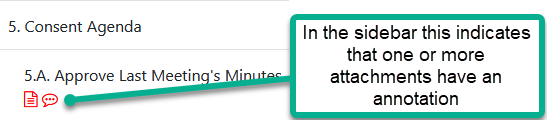 5. Consent Agenda
5.A. Approve Last Meeting's Minutes
In the sidebar this indicates
that one or more
attachments have an
annotation